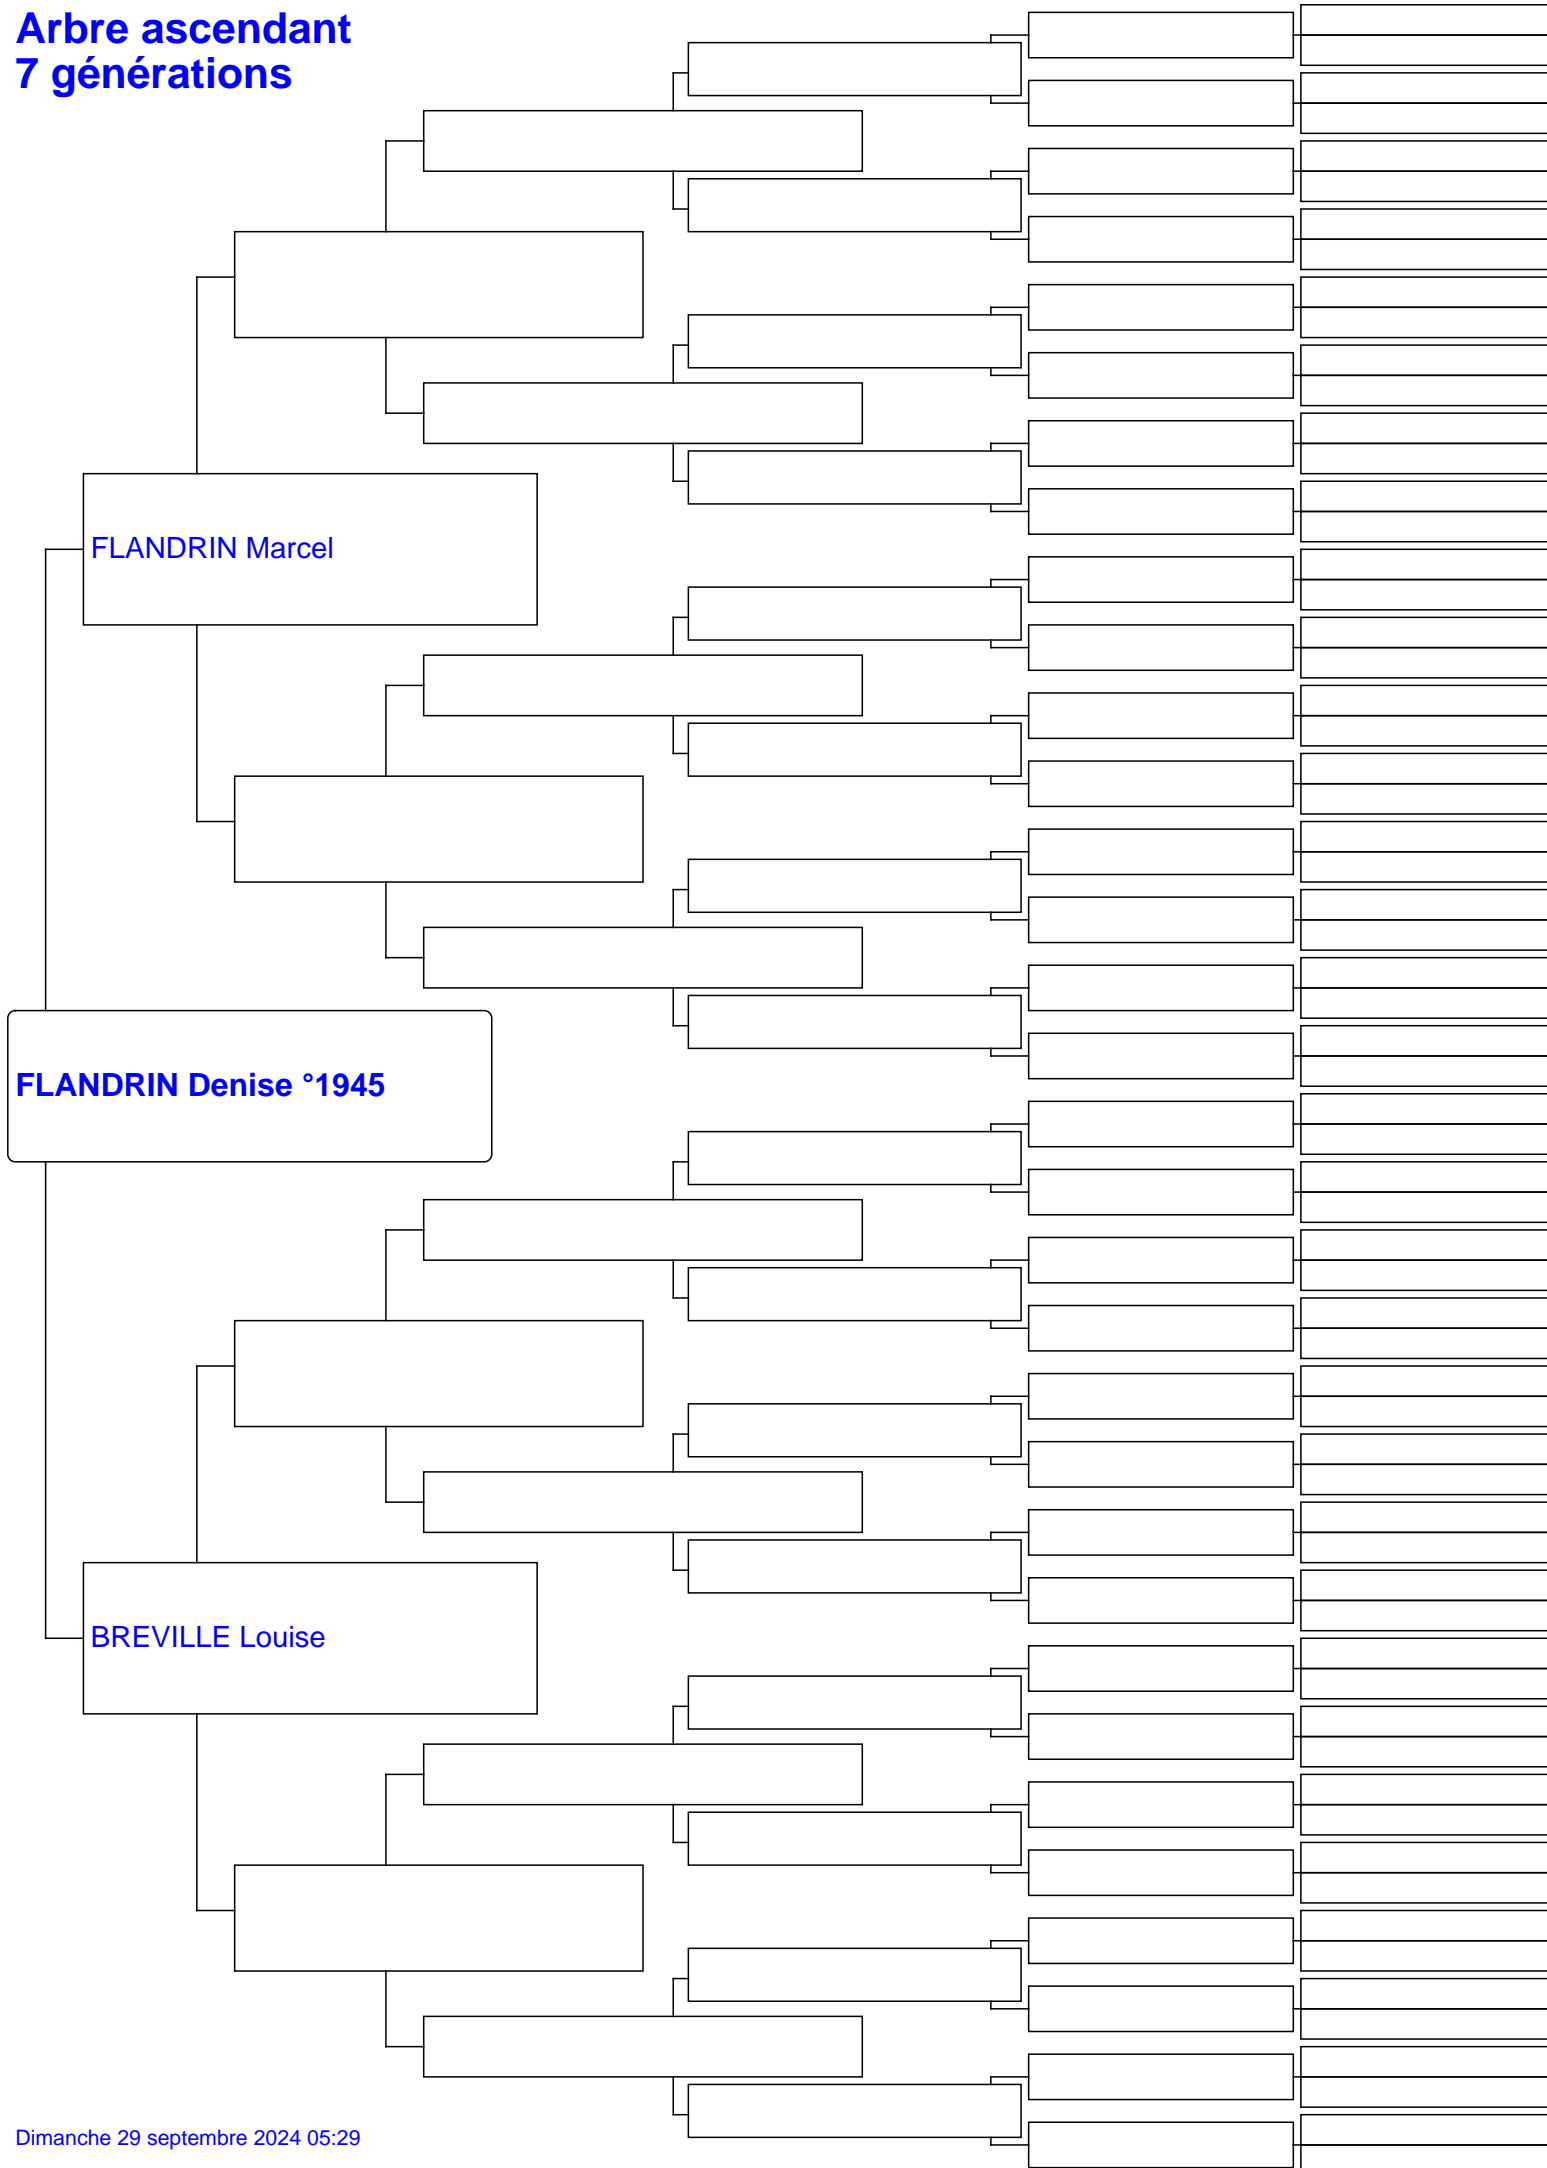 Arbre ascendant
7 générations
FLANDRIN Marcel
FLANDRIN Denise °1945
BREVILLE Louise
Dimanche 29 septembre 2024 05:29